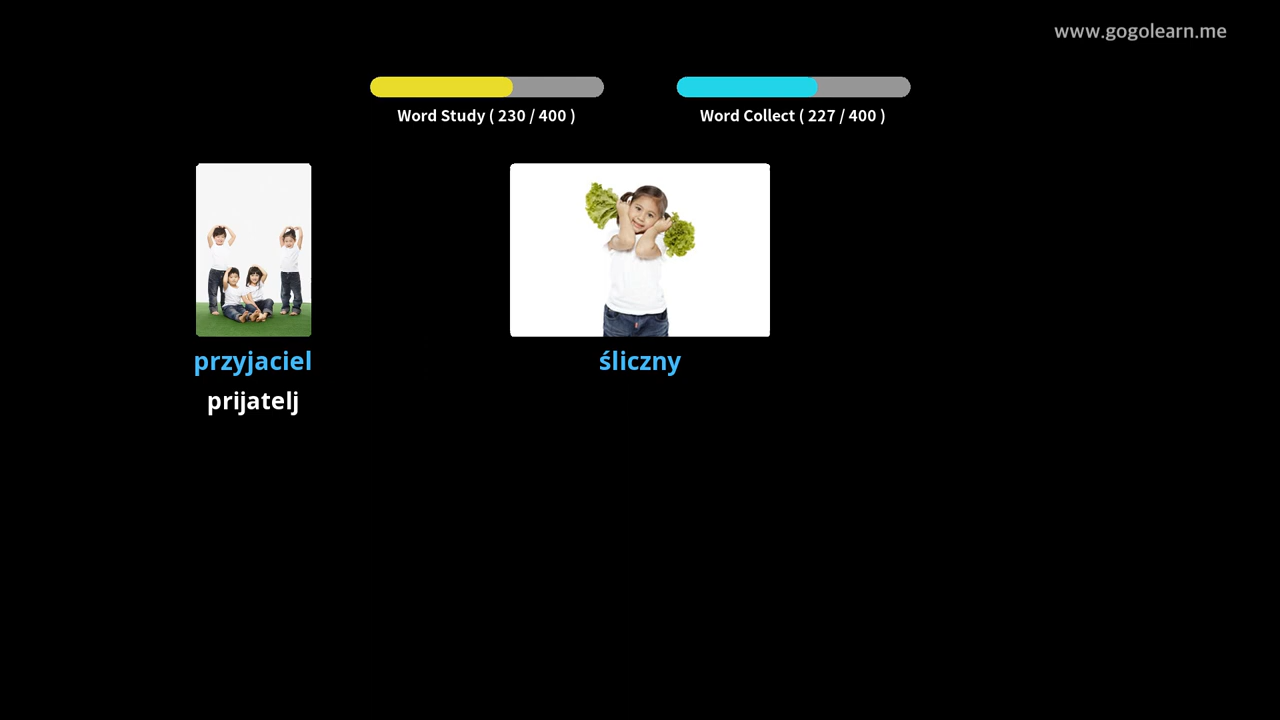 www.gogolearn.me
Word Study ( 230 / 400 )
Word Collect ( 227 / 400 )
przyjaciel
prijatelj
śliczny